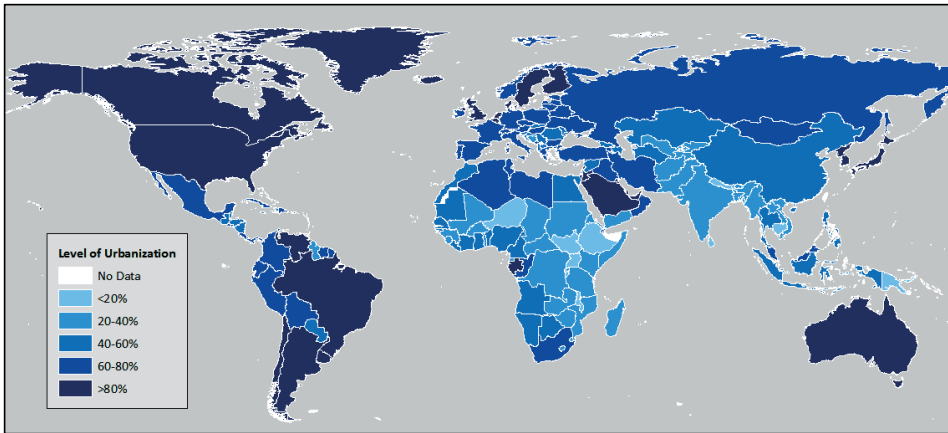 Level of Urbanization
No Data
<20%
20-40%
40-60%
60-80%
>80%